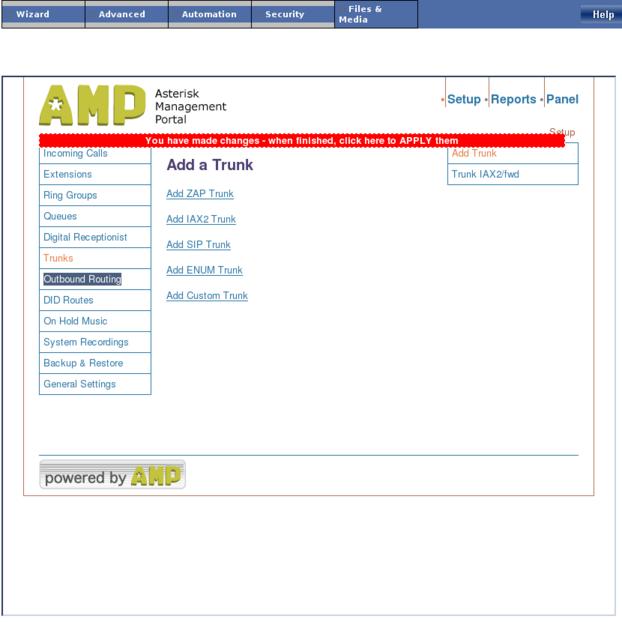 Wizard
Advanced
Automation
Security
Files &
Media
Help
AMP
Asterisk
Management
Portal
• Setup • Reports • Panel
Setup
You have made changes - when finished, click here to APPLY them
Incoming Calls
Extensions
Ring Groups
Queues
Digital Receptionist
Trunks
Outbound Routing
DID Routes
On Hold Music
System Recordings
Backup & Restore
General Settings
Add a Trunk
Add ZAP Trunk
Add IAX2 Trunk
Add SIP Trunk
Add ENUM Trunk
Add Custom Trunk
Add Trunk
Trunk IAX2/fwd
powered by AMP